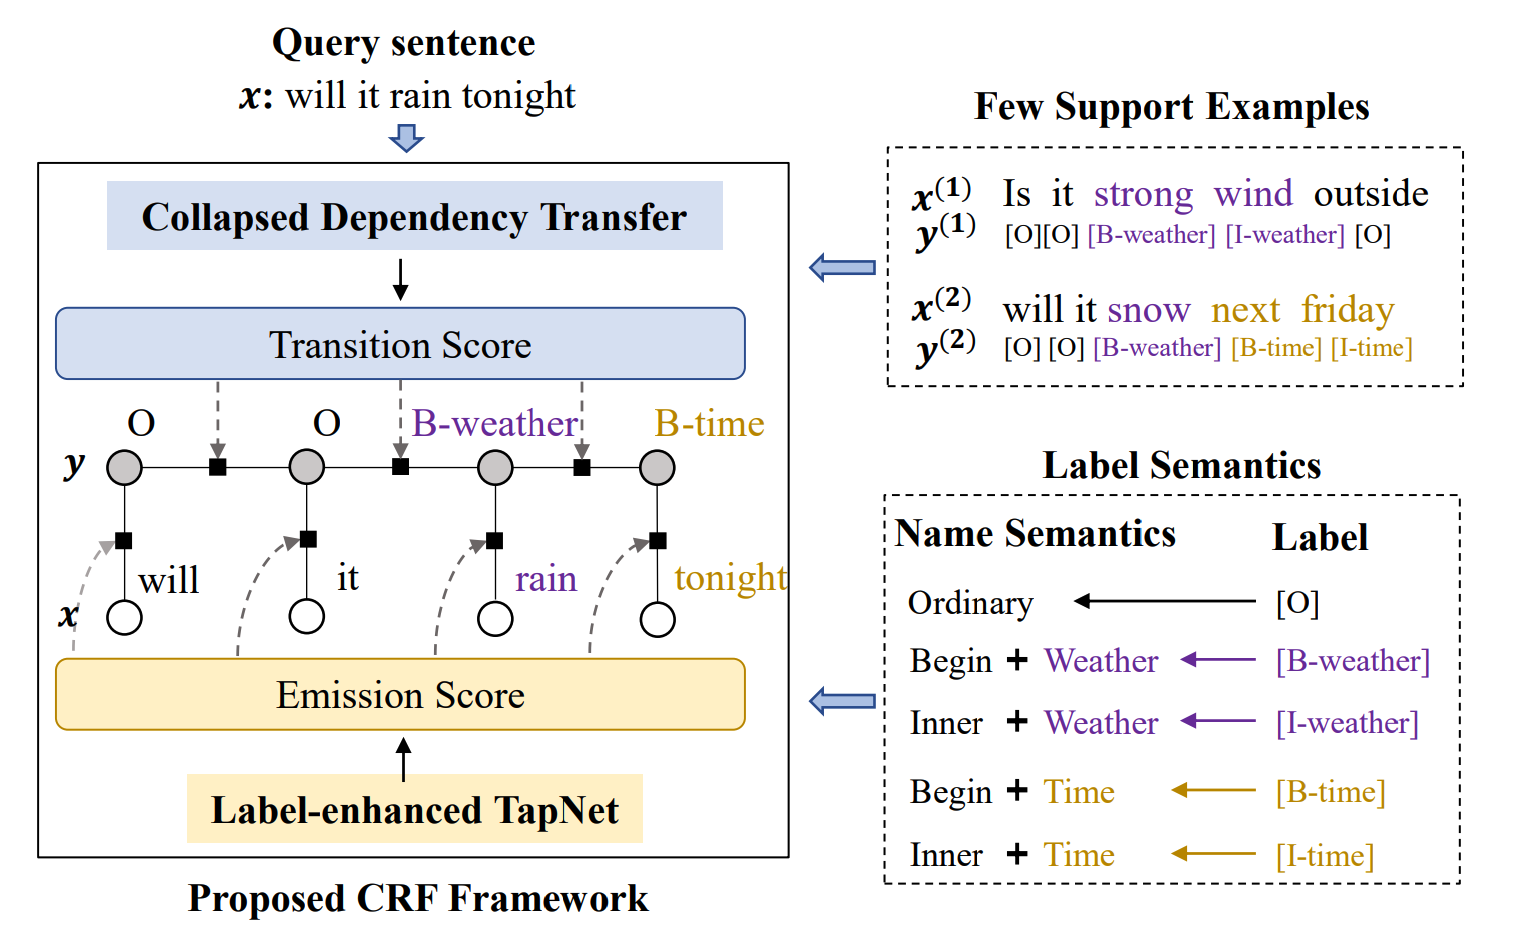 Query sentence
x: will it rain tonight
Collapsed Dependency Transfer
Transition Score
O O B-weather B-time
y
will it rain tonight
x
Emission Score
Label-enhanced TapNet
Proposed CRF Framework
Few Support Examples
x(1) Is it strong wind outside
y(1) [O][O] [B-weather] [I-weather] [O]
x(2) will it snow next friday
y(2) [O] [O] [B-weather] [B-time] [I-time]
Label Semantics
Name Semantics Label
Ordinary [O]
Begin + Weather [B-weather]
Inner + Weather [I-weather]
Begin + Time [B-time]
Inner + Time [I-time]